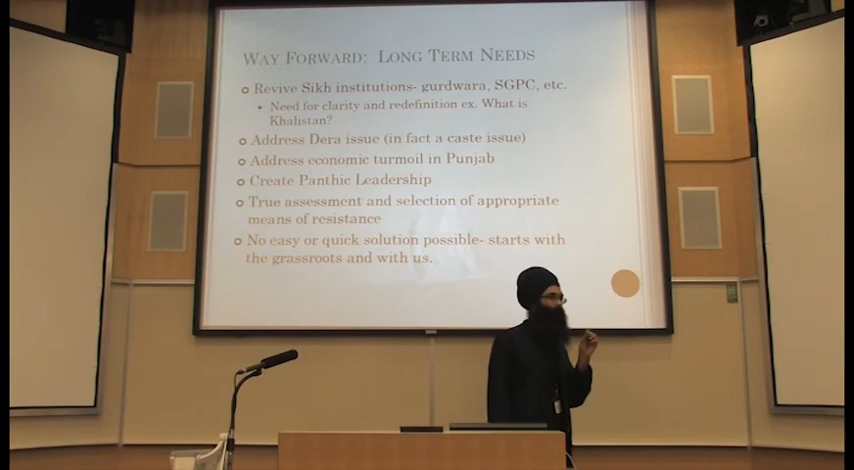 WAY FORWARD: LONG TERM NEEDS
Revive Sikh institutions- gurdwara, SGPC, etc.
Need for clarity and redefinition ex. What is
Khalistan?
Address Dera issue (in fact a caste issue)
Address economic turmoil in Punjab
Create Panthic Leadership
True assessment and selection of appropriate
means of resistance
No easy or quick solution possible- starts with
the grassroots and with us.